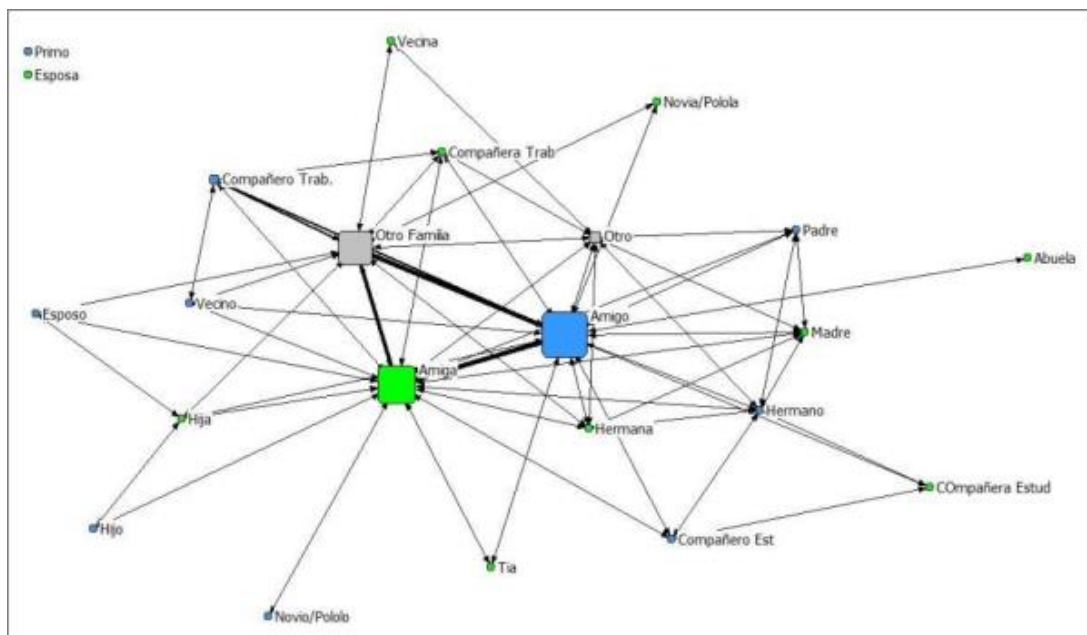 Vecina
Primo
Esposa
Novia/Polola
Compañera Trab
Compañero Trab.
Otro Familia
Otro
Padre
Abuela
Vecino
Esposo
Amigo
Madre
Amiga
Hermano
Hija
Hermana
COmpañera Estud
Hijo
Compañero Est
Tia
Novio/Pololo